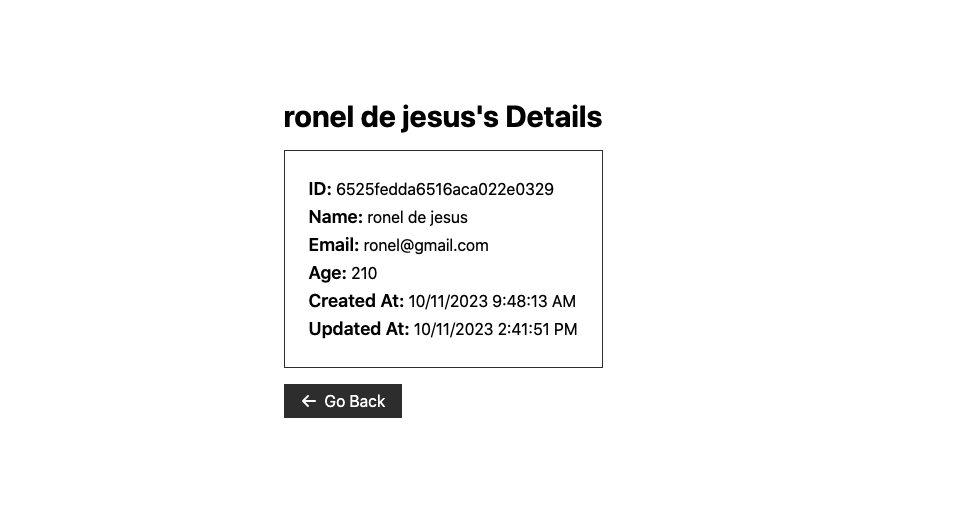 ronel de jesus's Details
ID: 6525fedda6516aca022e0329
Name: ronel de jesus
Email: ronel@gmail.com
Age: 210
Created At: 10/11/2023 9:48:13 AM
Updated At: 10/11/2023 2:41:51 PM
← Go Back